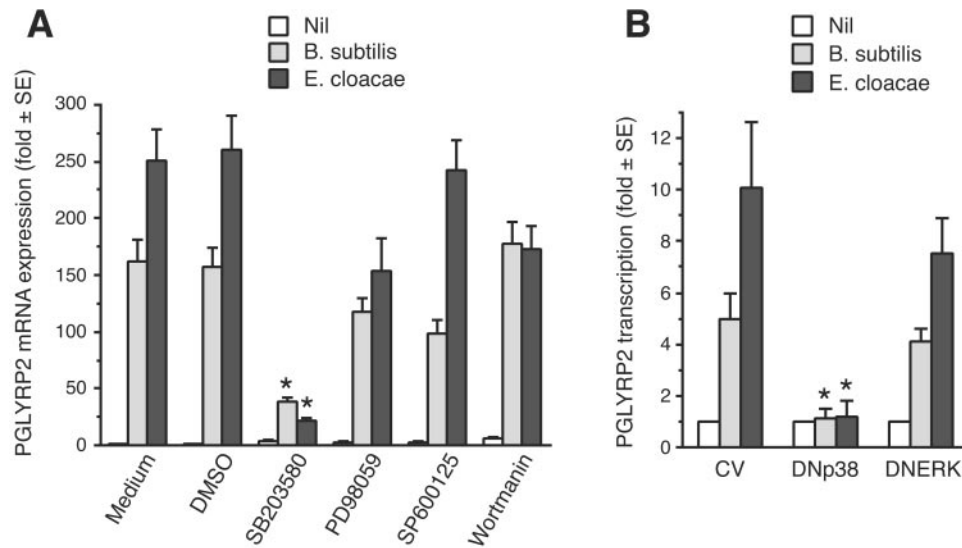 A
Nil
B. subtilis
E. cloacae
PGLYRP2 mRNA expression (fold ± SE)
300
250
200
150
100
50
0
* *
Medium
DMSO
SB203580
PD98059
SP600125
Wortmanin
B
Nil
B. subtilis
E. cloacae
PGLYRP2 transcription (fold ± SE)
12
10
8
6
4
2
0
* *
CV DNp38 DNERK